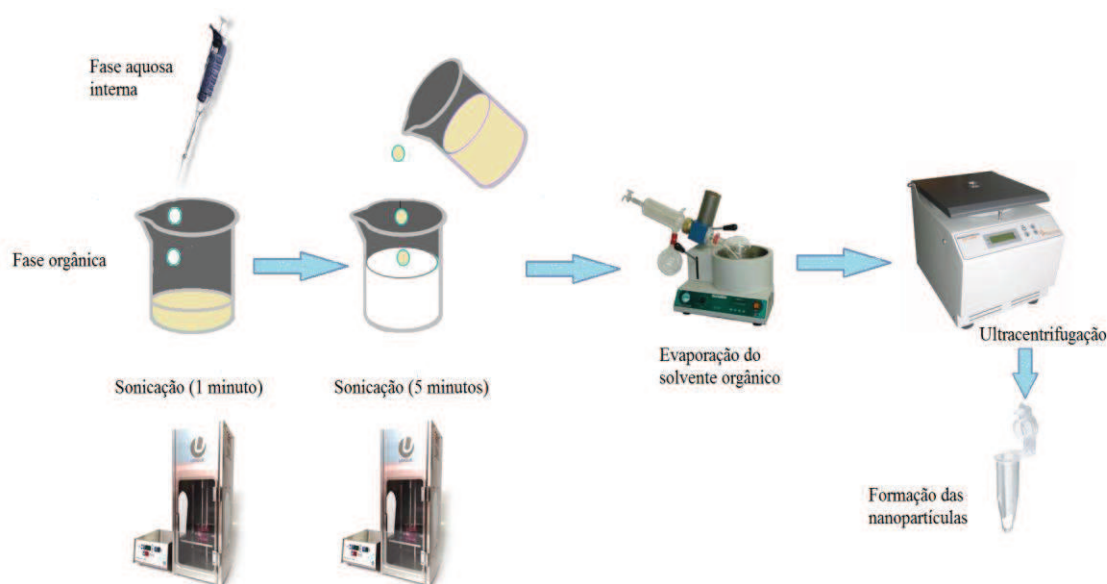 Fase aquosa
interna
Fase orgânica
Sonicação (1 minuto)
Sonicação (5 minutos)
Evaporação do
solvente orgânico
Ultracentrifugação
Formação das
nanopartículas